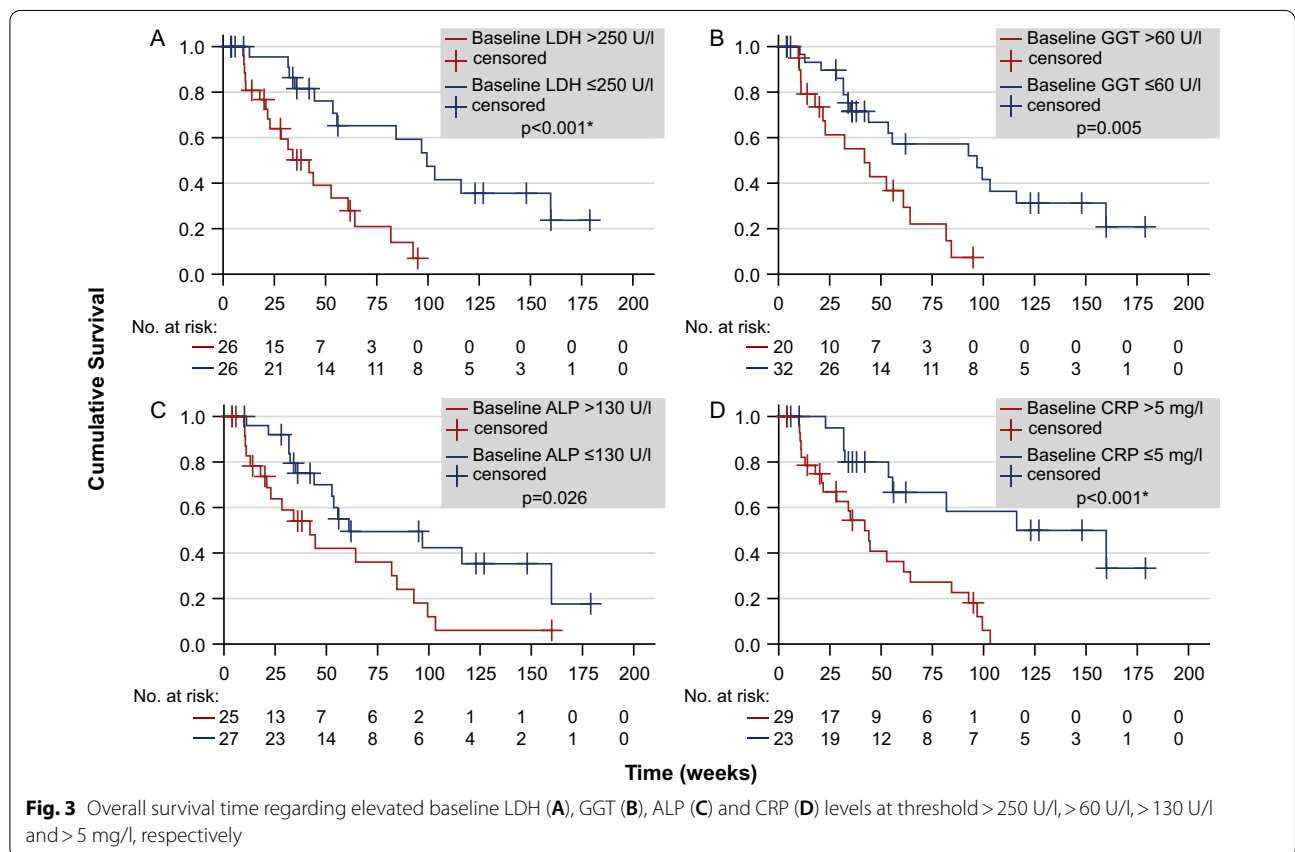 A
Baseline LDH >250 U/l
censored
Baseline LDH ≤250 U/l
censored
p<0.001*
1.0
0.8
0.6
0.4
0.2
0.0
0 25 50 75 100 125 150 175 200
No. at risk:
26 15 7 3 0 0 0 0 0
26 21 14 11 8 5 3 1 0
B
Baseline GGT >60 U/l
censored
Baseline GGT ≤60 U/l
censored
p=0.005
1.0
0.8
0.6
0.4
0.2
0.0
0 25 50 75 100 125 150 175 200
No. at risk:
20 10 7 3 0 0 0 0 0
32 26 14 11 8 5 3 1 0
Cumulative Survival
C
Baseline ALP >130 U/l
censored
Baseline ALP ≤130 U/l
censored
p=0.026
1.0
0.8
0.6
0.4
0.2
0.0
0 25 50 75 100 125 150 175 200
No. at risk:
25 13 7 6 2 1 1 0 0
27 23 14 8 6 4 2 1 0
D
Baseline CRP >5 mg/l
censored
Baseline CRP ≤5 mg/l
censored
p<0.001*
1.0
0.8
0.6
0.4
0.2
0.0
0 25 50 75 100 125 150 175 200
No. at risk:
29 17 9 6 1 0 0 0 0
23 19 12 8 7 5 3 1 0
Time (weeks)
Fig. 3 Overall survival time regarding elevated baseline LDH (A), GGT (B), ALP (C) and CRP (D) levels at threshold > 250 U/l, > 60 U/l, > 130 U/l
and > 5 mg/l, respectively